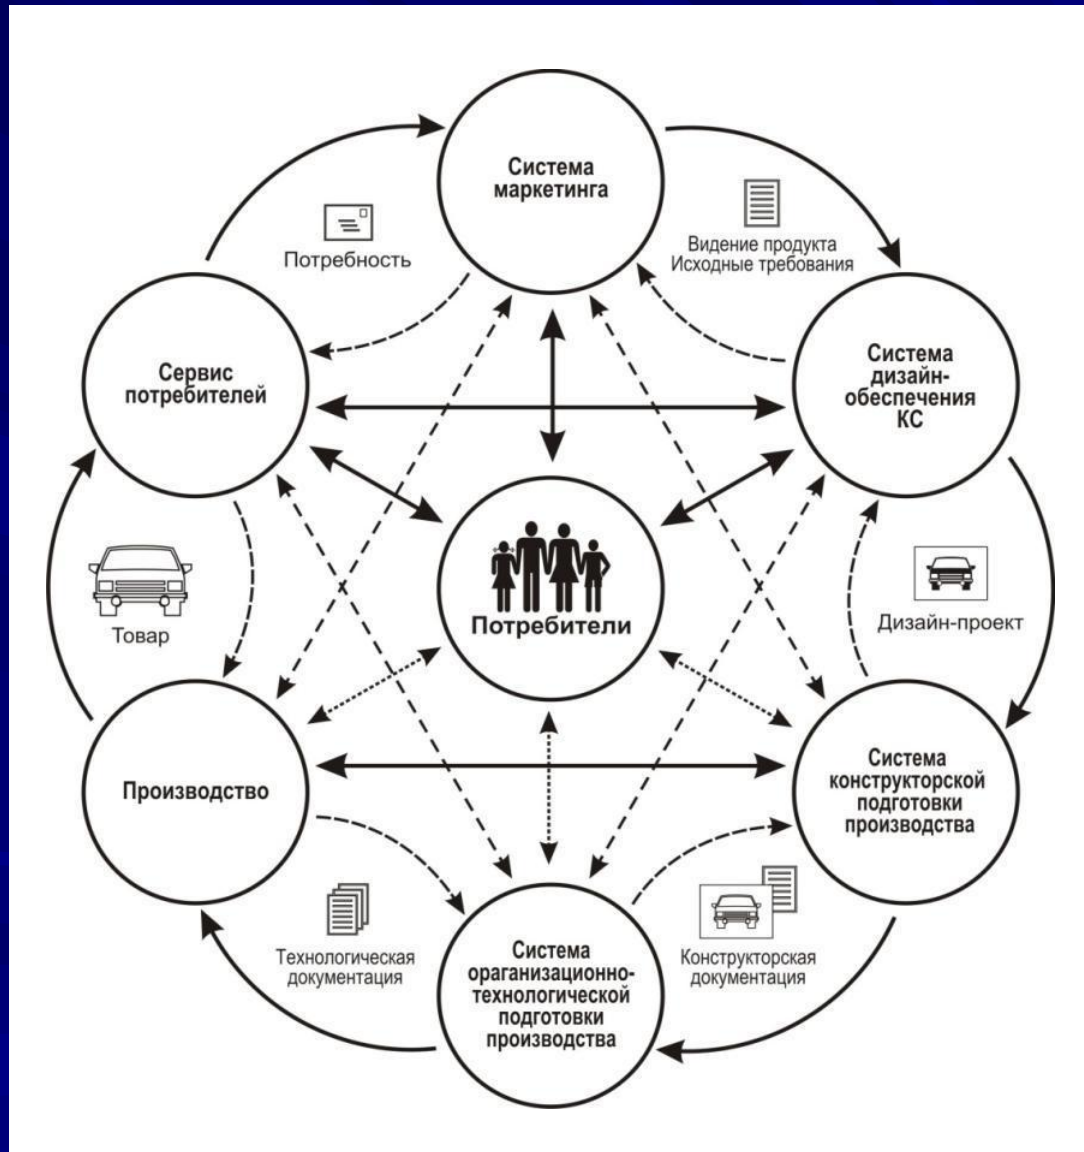 Система
маркетинга
Потребность
Видение продукта
Исходные требования
Сервис
потребителей
Система
дизайн-
обеспечения
КС
Потребители
Товар
Дизайн-проект
Производство
Система
конструкторской
подготовки
производства
Технологическая
документация
Система
ораганизационно-
технологической
подготовки
производства
Конструкторская
документация